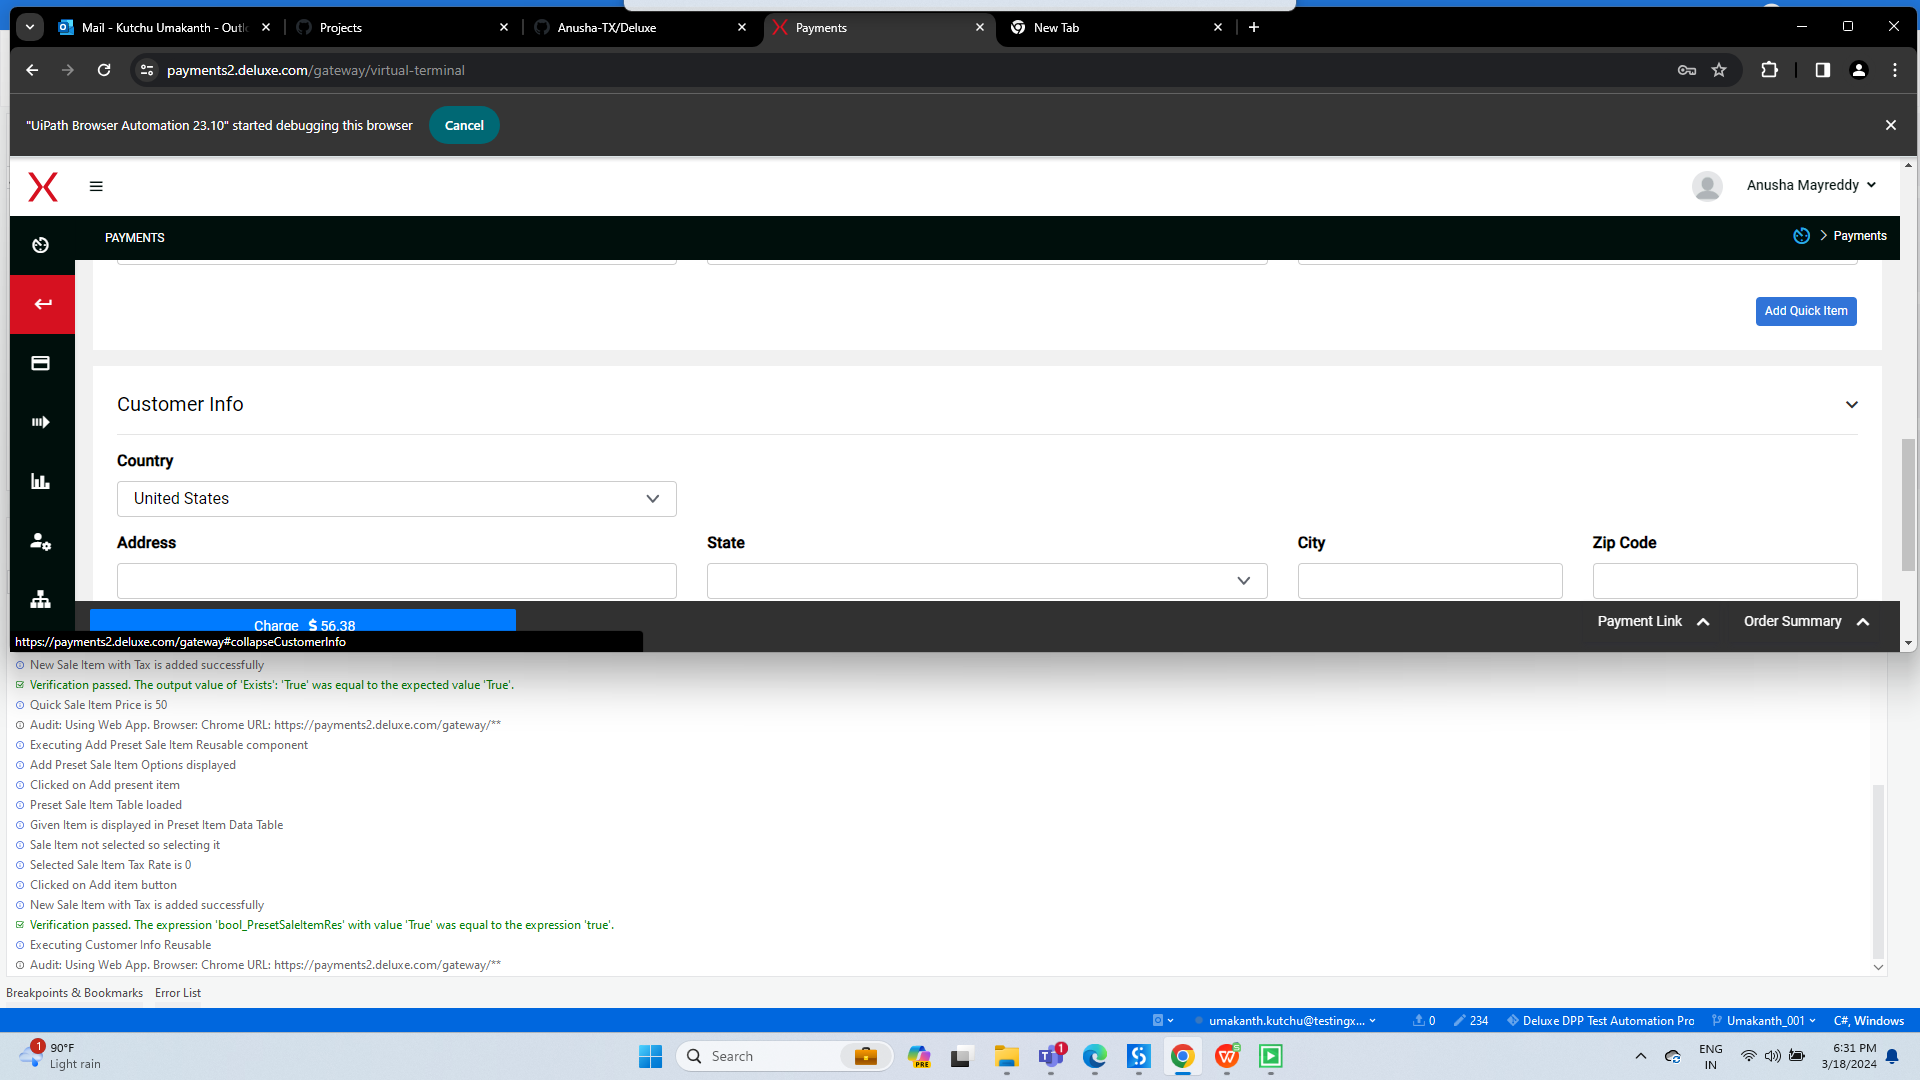 Mail - Kutchu Umakanth - Outl
Projects
Anusha-TX/Deluxe
Payments
New Tab
payments2.deluxe.com/gateway/virtual-terminal
"UiPath Browser Automation 23.10" started debugging this browser
Cancel
Anusha Mayreddy
PAYMENTS
Payments
Add Quick Item
Customer Info
Country
United States
Address
State
City
Zip Code
Charge $ 56.38
Payment Link
Order Summary
https://payments2.deluxe.com/gateway#collapseCustomerInfo
New Sale Item with Tax is added successfully
Verification passed. The output value of 'Exists': 'True' was equal to the expected value 'True'.
Quick Sale Item Price is 50
Audit: Using Web App. Browser: Chrome URL: https://payments2.deluxe.com/gateway/**
Executing Add Preset Sale Item Reusable component
Add Preset Sale Item Options displayed
Clicked on Add present item
Preset Sale Item Table loaded
Given Item is displayed in Preset Item Data Table
Sale Item not selected so selecting it
Selected Sale Item Tax Rate is 0
Clicked on Add item button
New Sale Item with Tax is added successfully
Verification passed. The expression 'bool_PresetSaleItemRes' with value 'True' was equal to the expression 'true'.
Executing Customer Info Reusable
Audit: Using Web App. Browser: Chrome URL: https://payments2.deluxe.com/gateway/**
Breakpoints & Bookmarks
Error List
umakanth.kutchu@testingx...
0
234
Deluxe DPP Test Automation Pro
Umakanth_001
C#, Windows
1
90°F
Light rain
Search
PRE
1
ENG
IN
6:31 PM
3/18/2024